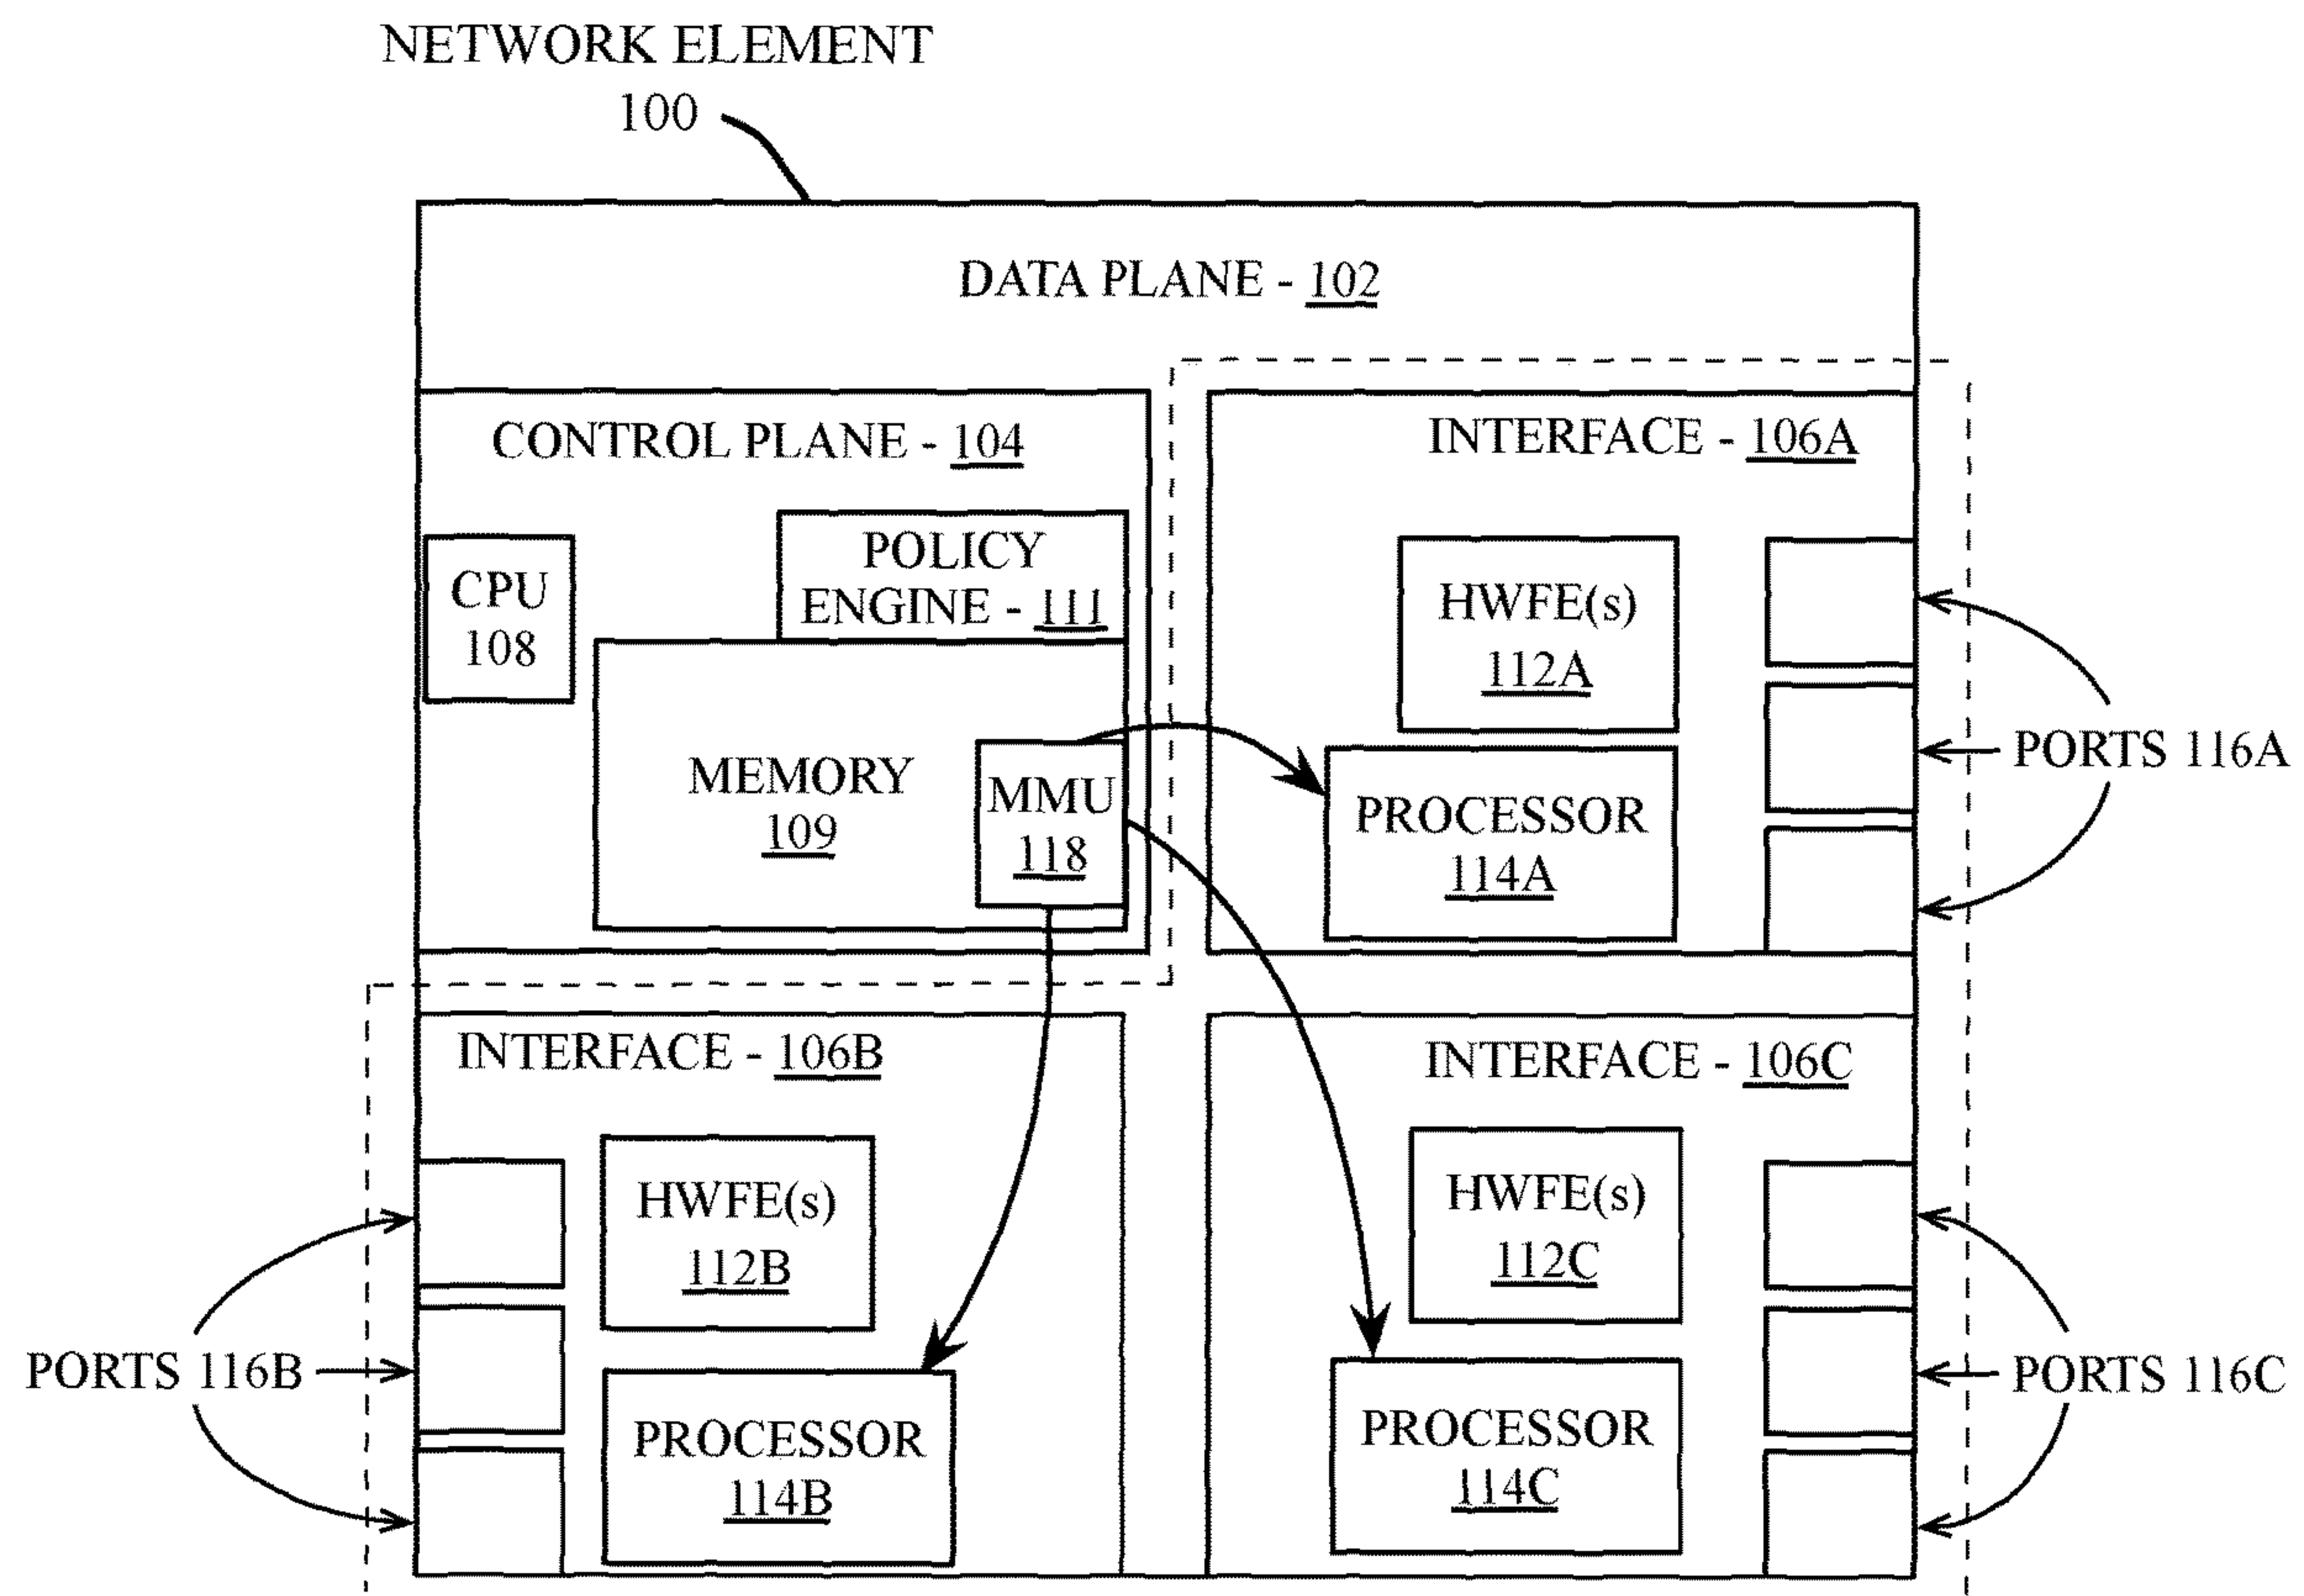 NETWORK ELEMENT
100
DATA PLANE - 102
CONTROL PLANE - 104
POLICY
ENGINE - 111
CPU
108
MEMORY
109
MMU
118
INTERFACE - 106A
HWFE(s)
112A
PROCESSOR
114A
PORTS 116A
INTERFACE - 106B
HWFE(s)
112B
PROCESSOR
114B
PORTS 116B
INTERFACE - 106C
HWFE(s)
112C
PROCESSOR
114C
PORTS 116C